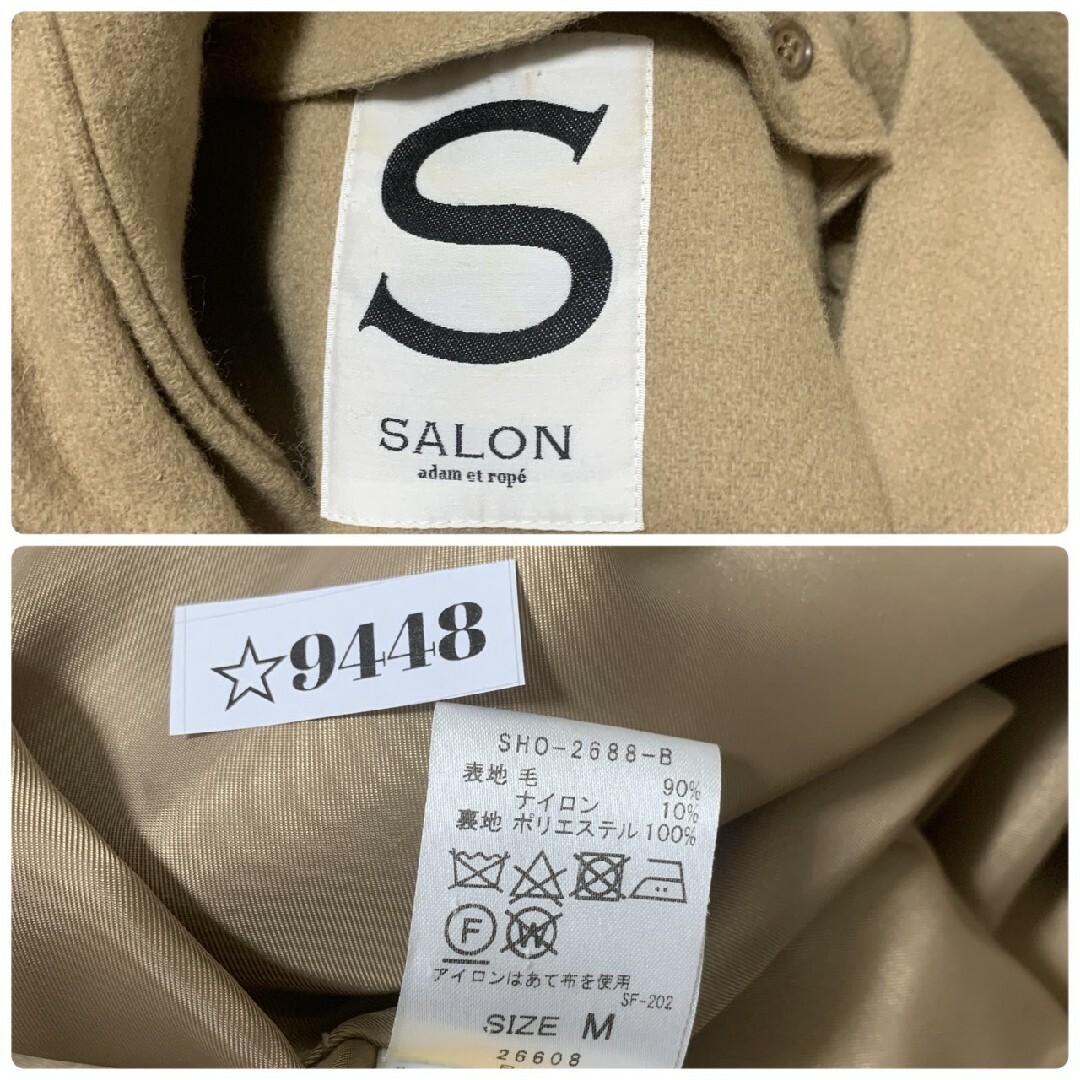 S
SALON
adam et ropé
☆9448
SHO-2688-B
表地 毛 90%
ナイロン 10%
裏地 ポリエステル 100%
F W
アイロンはあて布を使用
SF-202
SIZE M
26608